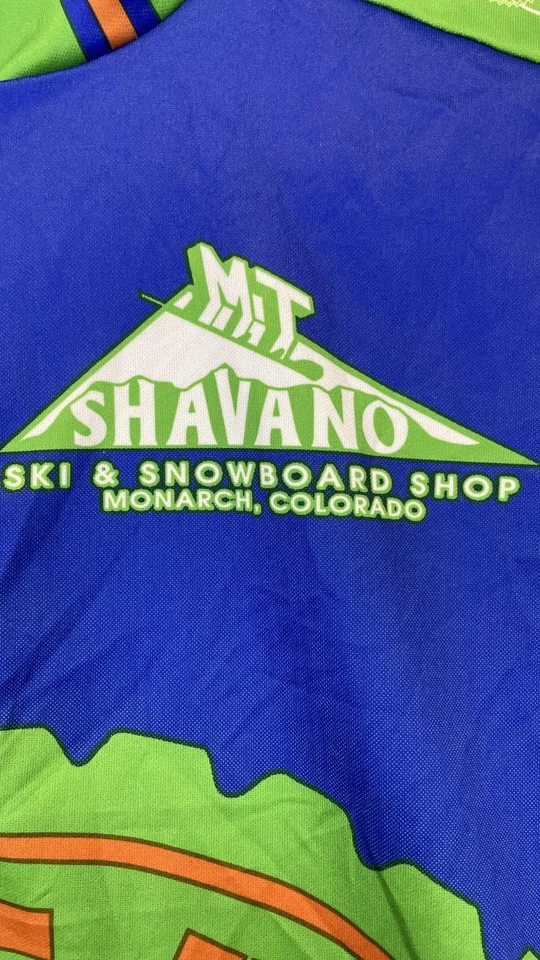 MT
SHAVANO
SKI & SNOWBOARD SHOP
MONARCH, COLORADO